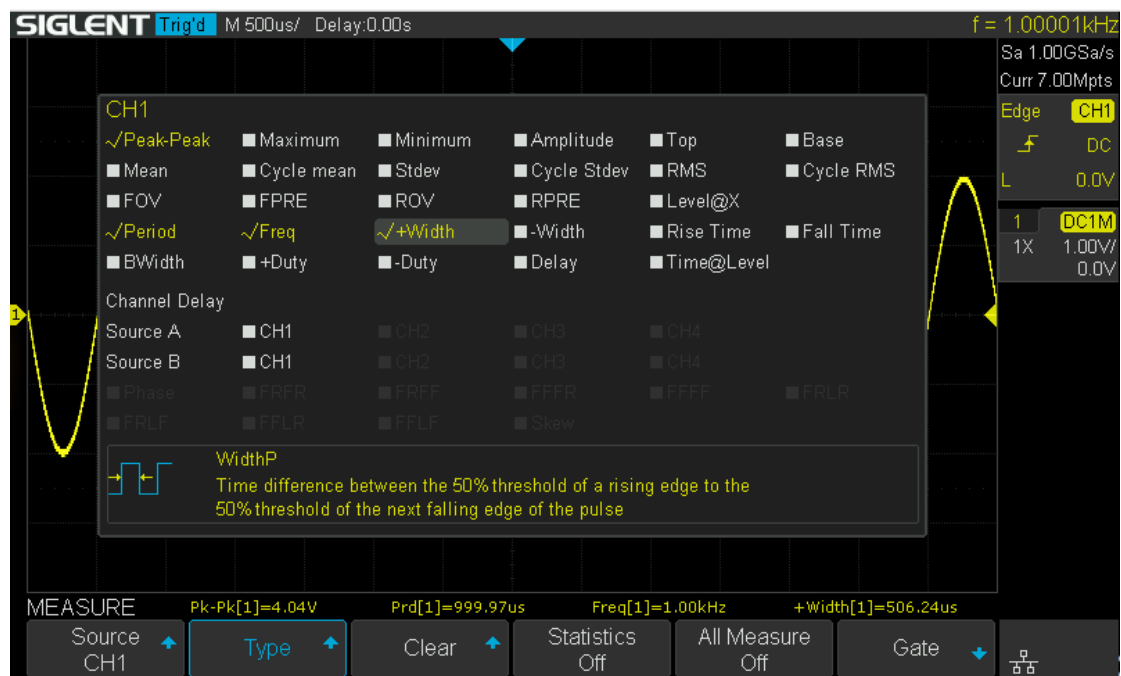 SIGLENT Trig'd M 500us/ Delay:0.00s f = 1.00001kHz
Sa 1.00GSa/s
Curr 7.00Mpts
Edge CH1
DC
L 0.0V
1 DC1M
1X 1.00V/
0.0V
CH1
Peak-Peak Maximum Minimum Amplitude Top Base
Mean Cycle mean Stdev Cycle Stdev RMS Cycle RMS
FOV FPRE ROV RPRE Level@X
Period Freq +Width -Width Rise Time Fall Time
BWidth +Duty -Duty Delay Time@Level
Channel Delay
Source A CH1 CH2 CH3 CH4
Source B CH1 CH2 CH3 CH4
Phase FRFR FRFF FFFR FFFF FRLR
FRLF FFLR FFLF Skew
WidthP
Time difference between the 50% threshold of a rising edge to the
50% threshold of the next falling edge of the pulse
1
MEASURE Pk-Pk[1]=4.04V Prd[1]=999.97us Freq[1]=1.00kHz +Width[1]=506.24us
Source Type Clear Statistics All Measure Gate
CH1 Off Off